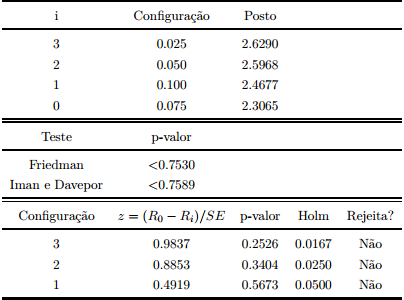 i Configuração Posto
3 0.025 2.6290
2 0.050 2.5968
1 0.100 2.4677
0 0.075 2.3065
Teste p-valor
Friedman <0.7530
Iman e Davepor <0.7589
Configuração z = (R₀ − Rᵢ)/SE p-valor Holm Rejeita?
3 0.9837 0.2526 0.0167 Não
2 0.8853 0.3404 0.0250 Não
1 0.4919 0.5673 0.0500 Não